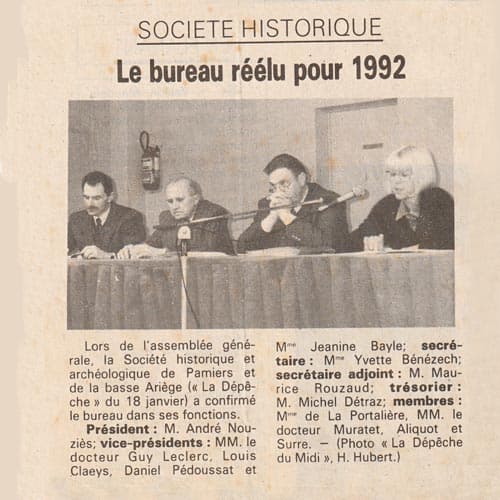 SOCIETE HISTORIQUE
Le bureau réélu pour 1992
Lors de l'assemblée géné-
rale, la Société historique et
archéologique de Pamiers et
de la basse Ariège (« La Dépê-
che » du 18 janvier) a confirmé
le bureau dans ses fonctions.
Président : M. André Nou-
ziès; vice-présidents : MM. le
docteur Guy Leclerc, Louis
Claeys, Daniel Pédoussat et
Mme Jeanine Bayle; secré-
taire : Mme Yvette Bénézech;
secrétaire adjoint : M. Mau-
rice Rouzaud; trésorier :
M. Michel Détraz; membres :
Mme de La Portalière, MM. le
docteur Muratet, Aliquot et
Surre. — (Photo « La Dépêche
du Midi », H. Hubert.)